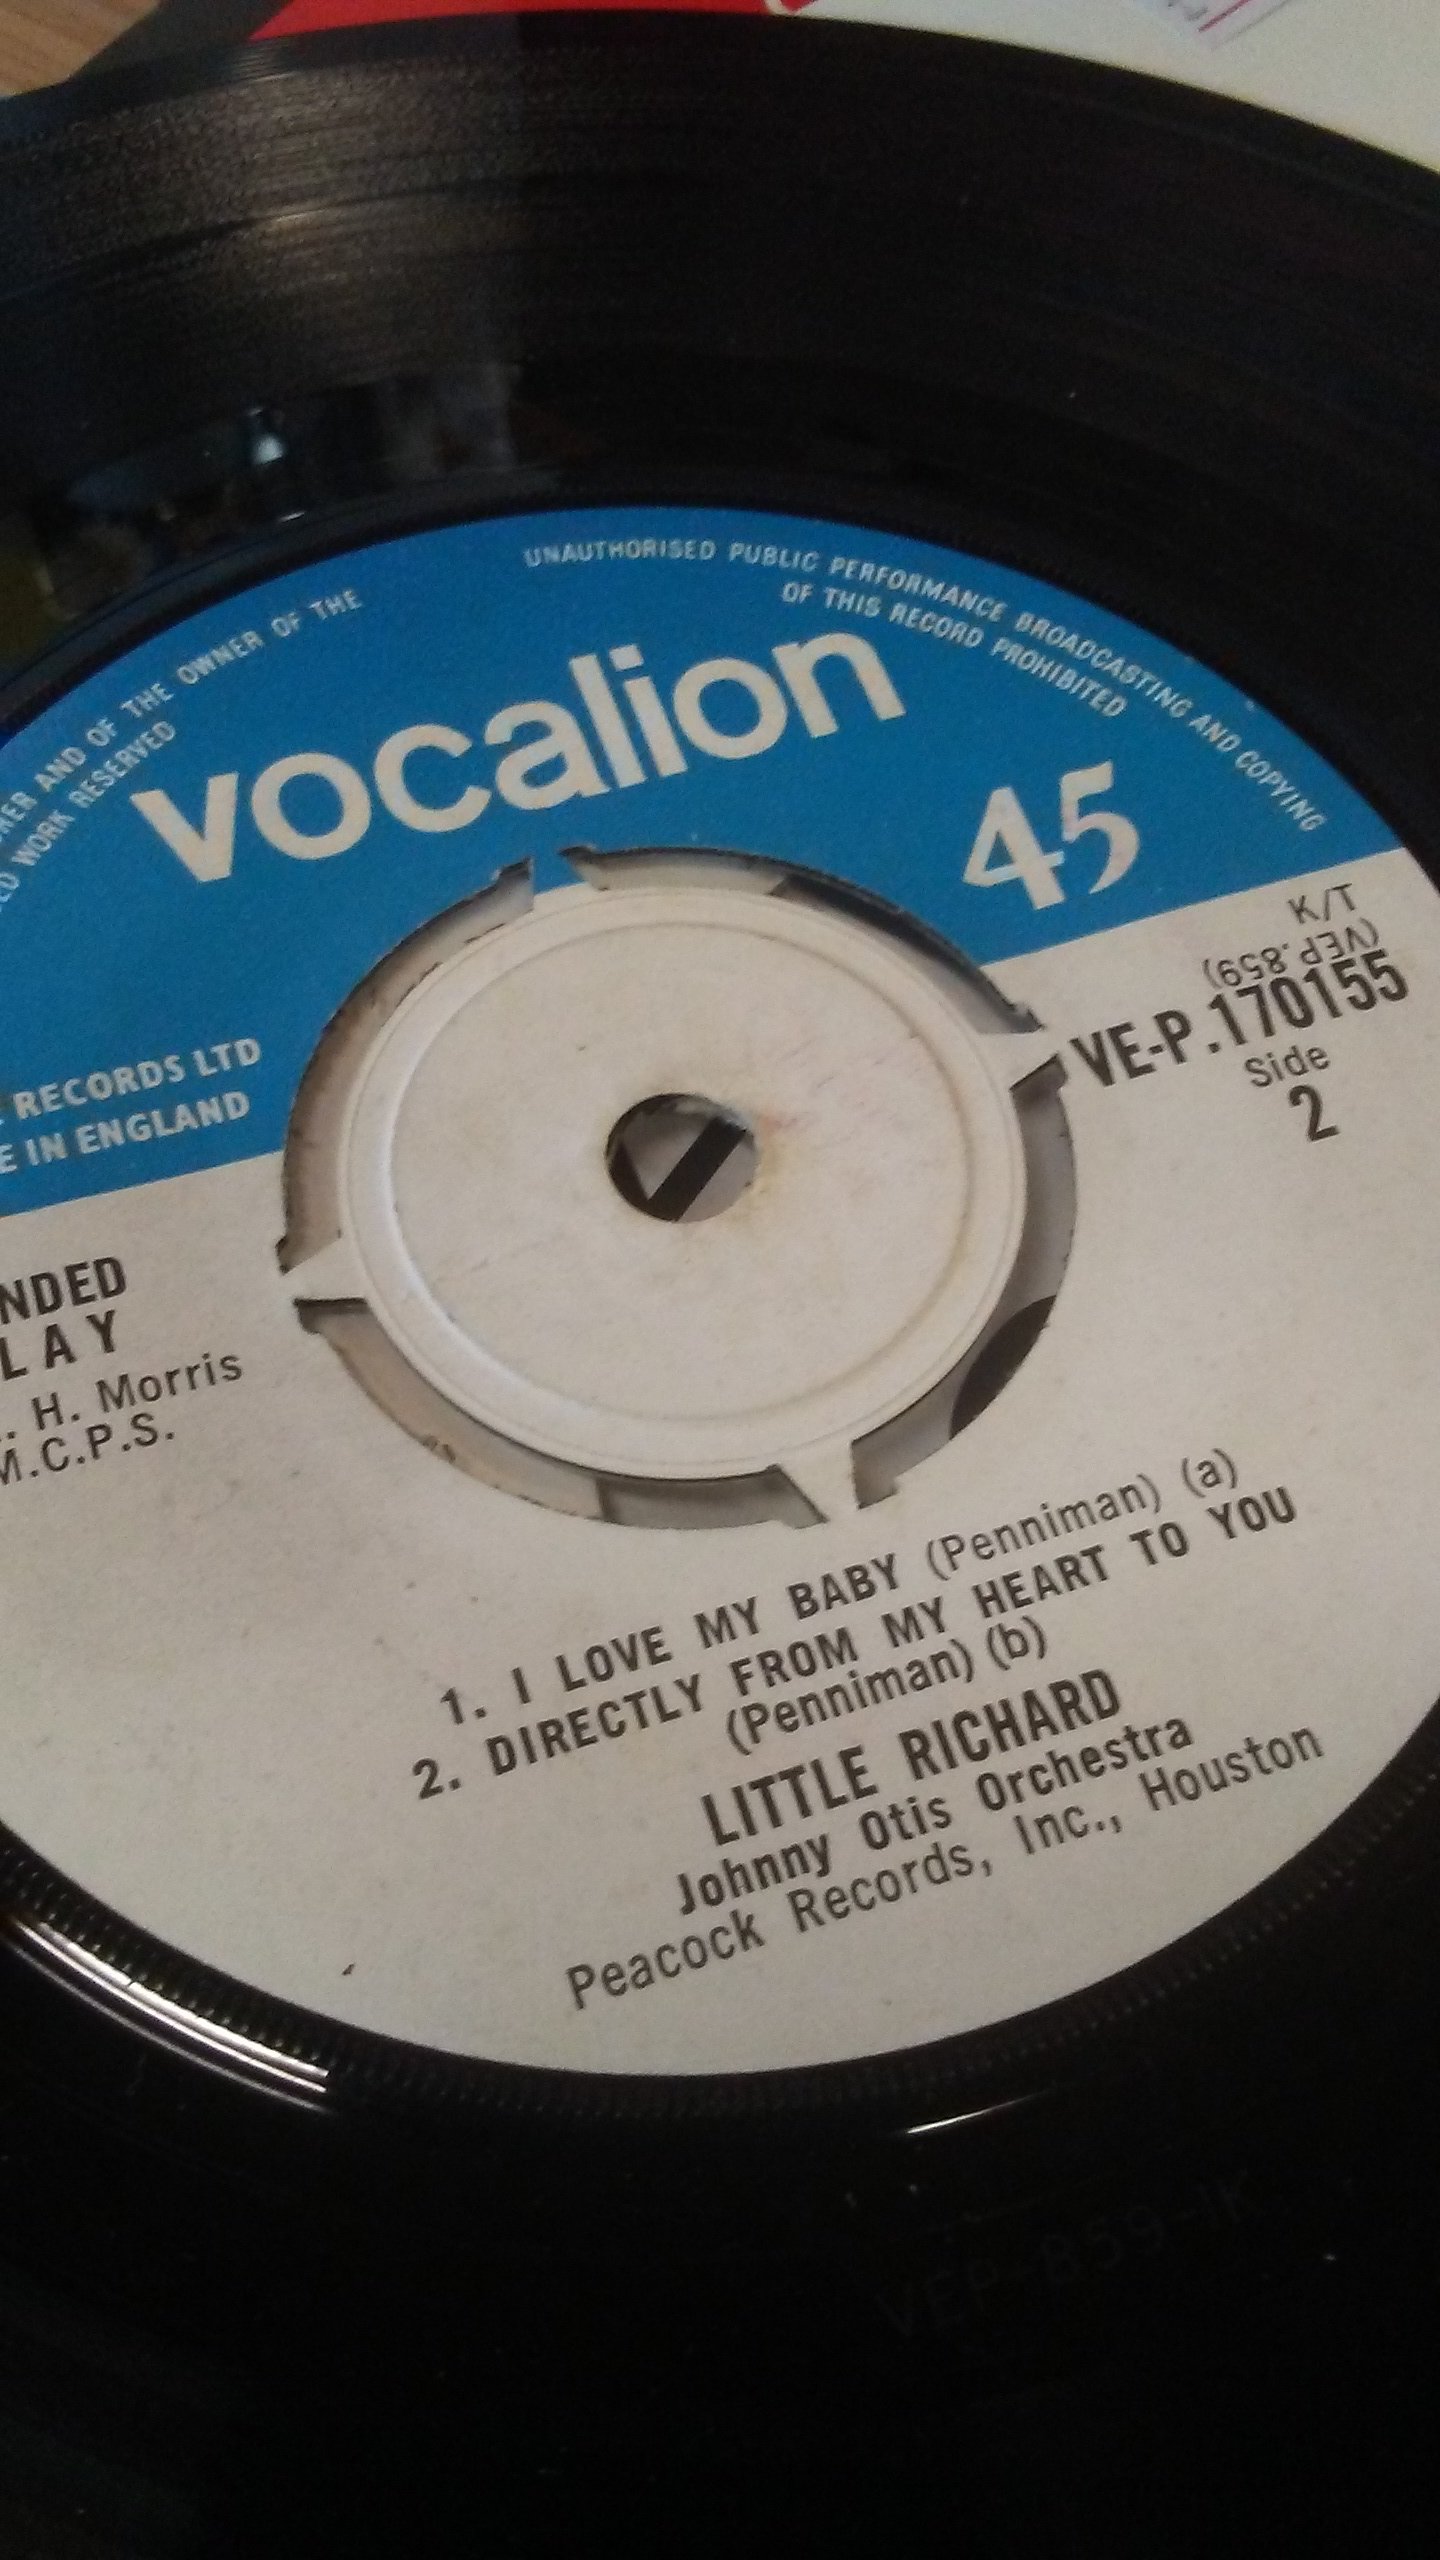 AND OF THE OWNER OF THE
WORK RESERVED
UNAUTHORISED PUBLIC PERFORMANCE BROADCASTING AND COPYING
OF THIS RECORD PROHIBITED
vocalion
45
RECORDS LTD
IN ENGLAND
K/T
(VEP.859)
VE-P.170155
Side
2
NDED
LAY
H. Morris
M.C.P.S.
1. I LOVE MY BABY (Penniman) (a)
2. DIRECTLY FROM MY HEART TO YOU
(Penniman) (b)
LITTLE RICHARD
Johnny Otis Orchestra
Peacock Records, Inc., Houston